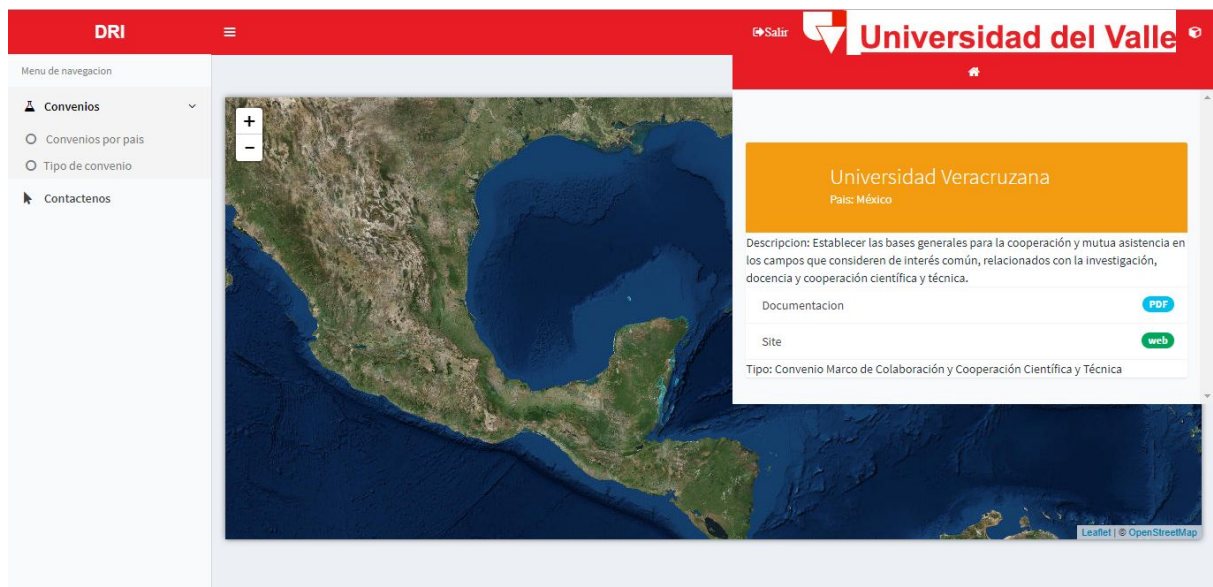 DRI
Salir
Universidad del Valle
Menu de navegacion
Convenios
Convenios por pais
Tipo de convenio
Contactenos
+
−
Universidad Veracruzana
Pais: México
Descripcion: Establecer las bases generales para la cooperación y mutua asistencia en
los campos que consideren de interés común, relacionados con la investigación,
docencia y cooperación científica y técnica.
Documentacion PDF
Site web
Tipo: Convenio Marco de Colaboración y Cooperación Científica y Técnica
Leaflet | © OpenStreetMap